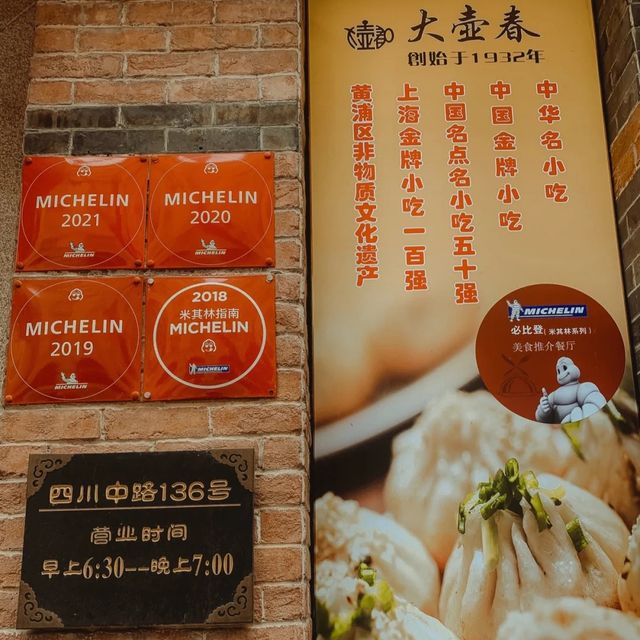 MICHELIN
2021
MICHELIN
MICHELIN
2020
MICHELIN
MICHELIN
2019
MICHELIN
2018
米其林指南
MICHELIN
MICHELIN
四川中路136号
营业时间
早上6:30--晚上7:00
大壶春
創始于1932年
中华名小吃
中国金牌小吃
中国名点名小吃五十强
上海金牌小吃一百强
黄浦区非物质文化遗产
MICHELIN
必比登(米其林系列)
美食推介餐厅